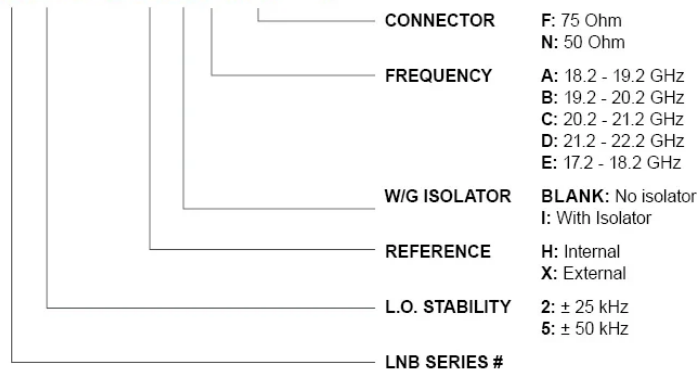 CONNECTOR F: 75 Ohm
N: 50 Ohm
FREQUENCY A: 18.2 - 19.2 GHz
B: 19.2 - 20.2 GHz
C: 20.2 - 21.2 GHz
D: 21.2 - 22.2 GHz
E: 17.2 - 18.2 GHz
W/G ISOLATOR BLANK: No isolator
I: With Isolator
REFERENCE H: Internal
X: External
L.O. STABILITY 2: ± 25 kHz
5: ± 50 kHz
LNB SERIES #